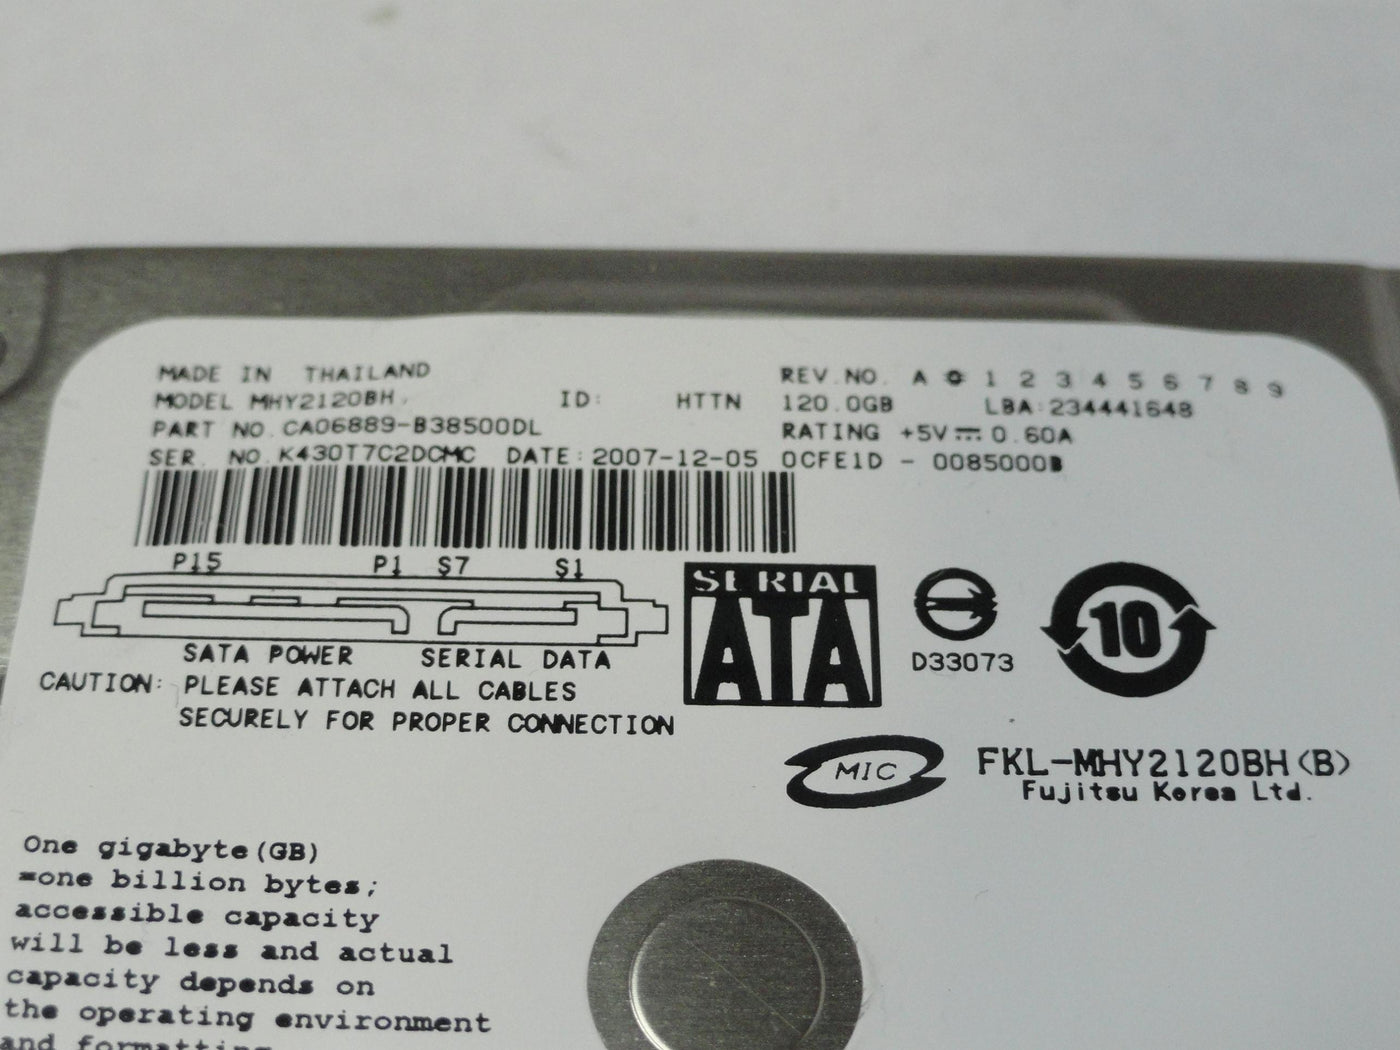 MADE IN THAILAND
MODEL MHY2120BH ID: HTTN
PART NO. CA06889-B38500DL
SER. NO. K430T7C2DCMC DATE: 2007-12-05
REV.NO. A 0 1 2 3 4 5 6 7 8 9
120.0GB LBA:234441648
RATING +5V⎓0.60A
0CFE1D - 0085000B
P15 P1 S7 S1
SATA POWER SERIAL DATA
CAUTION: PLEASE ATTACH ALL CABLES
SECURELY FOR PROPER CONNECTION
SERIAL
ATA
D33073
10
MIC
FKL-MHY2120BH(B)
Fujitsu Korea Ltd.
One gigabyte(GB)
=one billion bytes;
accessible capacity
will be less and actual
capacity depends on
the operating environment
and formatting